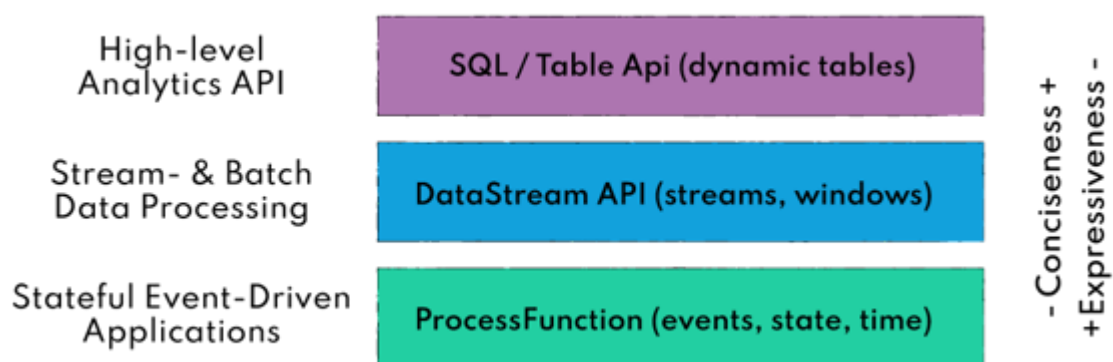 High-level
Analytics API
SQL / Table Api (dynamic tables)
Stream- & Batch
Data Processing
DataStream API (streams, windows)
Stateful Event-Driven
Applications
ProcessFunction (events, state, time)
- Conciseness +
+Expressiveness -